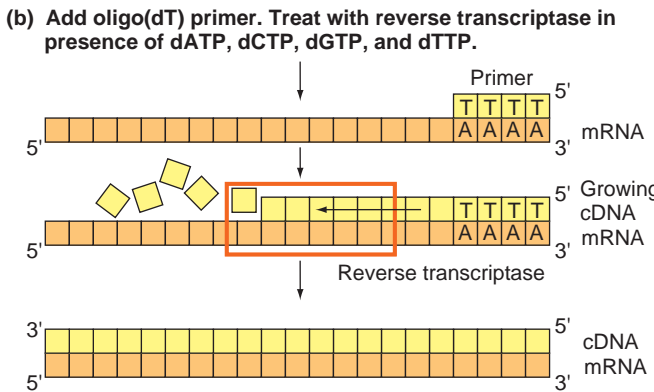 (b) Add oligo(dT) primer. Treat with reverse transcriptase in
presence of dATP, dCTP, dGTP, and dTTP.
Primer
5'
T T T T
A A A A
mRNA
5'
3'
5'
Growing
T T T T
cDNA
A A A A
mRNA
5'
3'
Reverse transcriptase
3'
5'
cDNA
mRNA
5'
3'